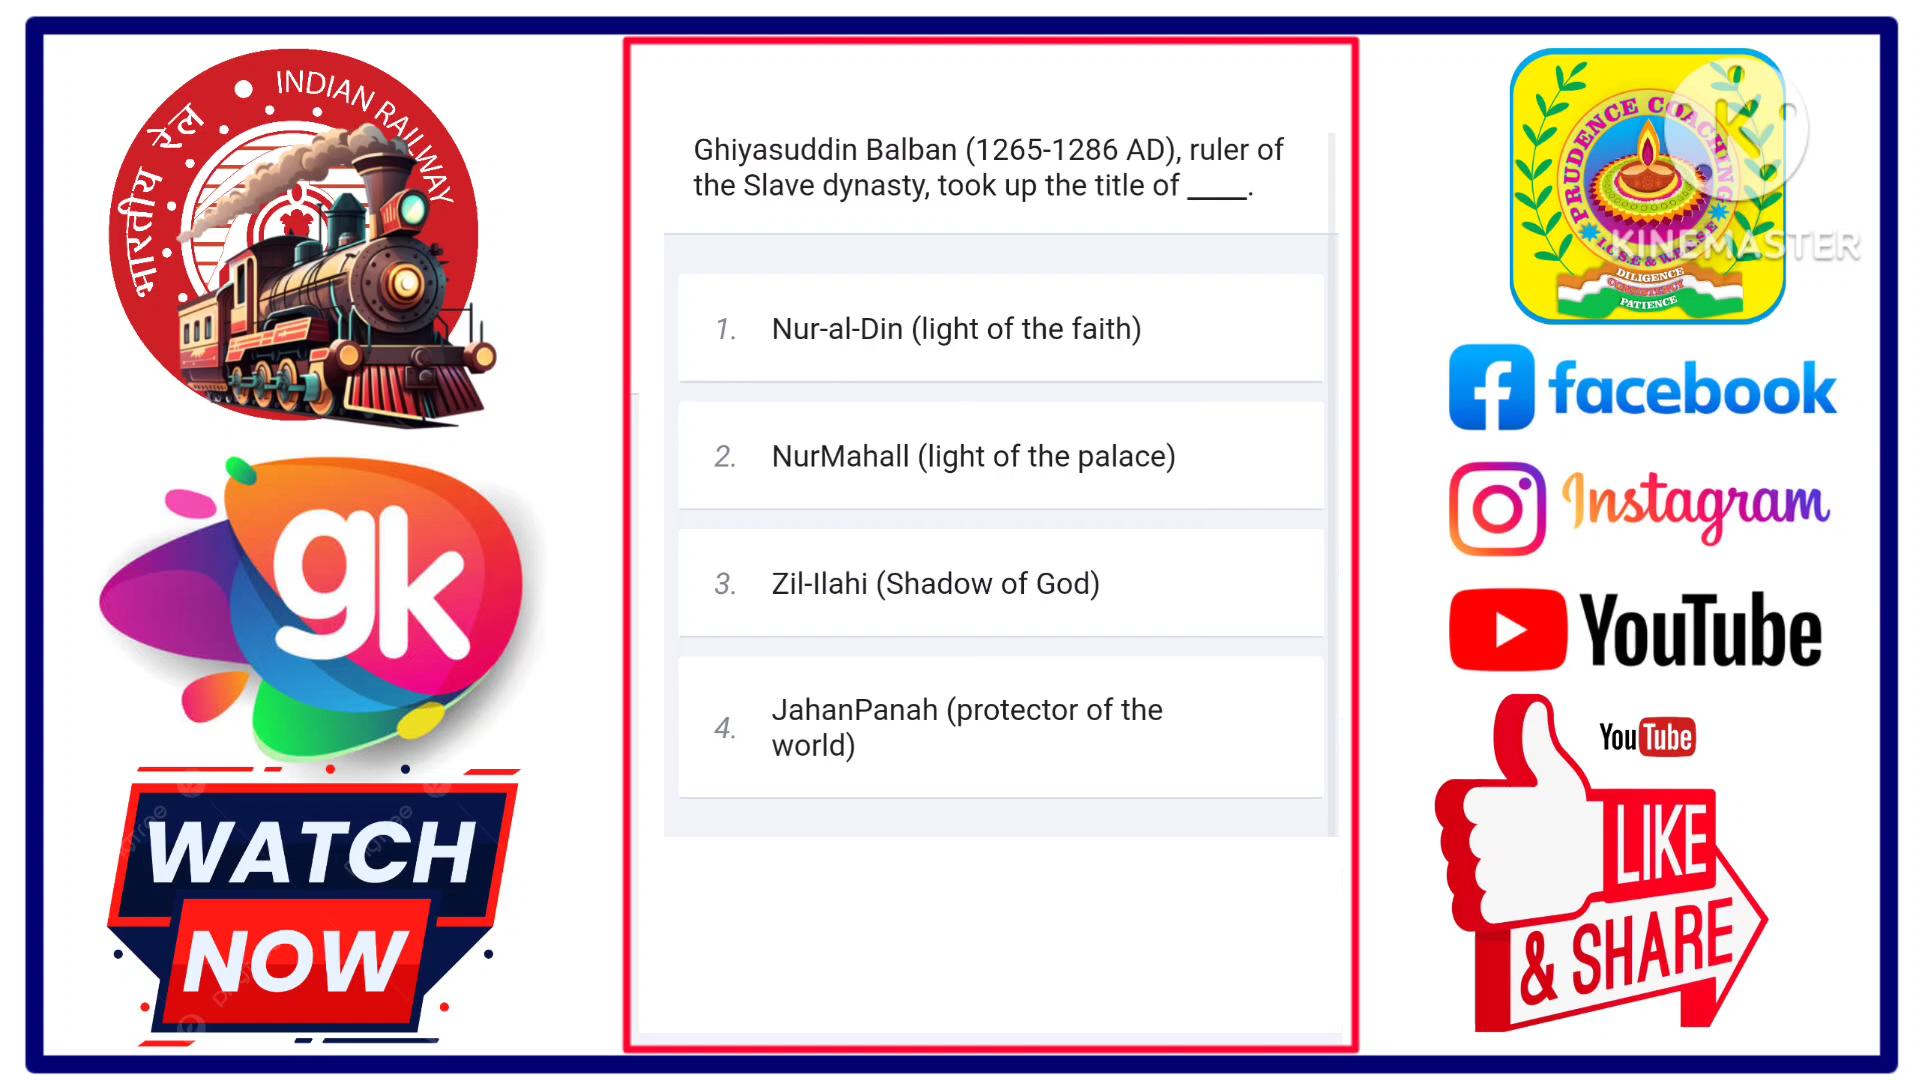 भारतीय रेल
INDIAN RAILWAY
gk
WATCH
NOW
Ghiyasuddin Balban (1265-1286 AD), ruler of
the Slave dynasty, took up the title of ____.
1. Nur-al-Din (light of the faith)
2. NurMahall (light of the palace)
3. Zil-Ilahi (Shadow of God)
4. JahanPanah (protector of the
world)
PRUDENCE COACHING
K
KINEMASTER
DILIGENCE
CONSISTENCY
PATIENCE
facebook
Instagram
YouTube
YouTube
LIKE
& SHARE